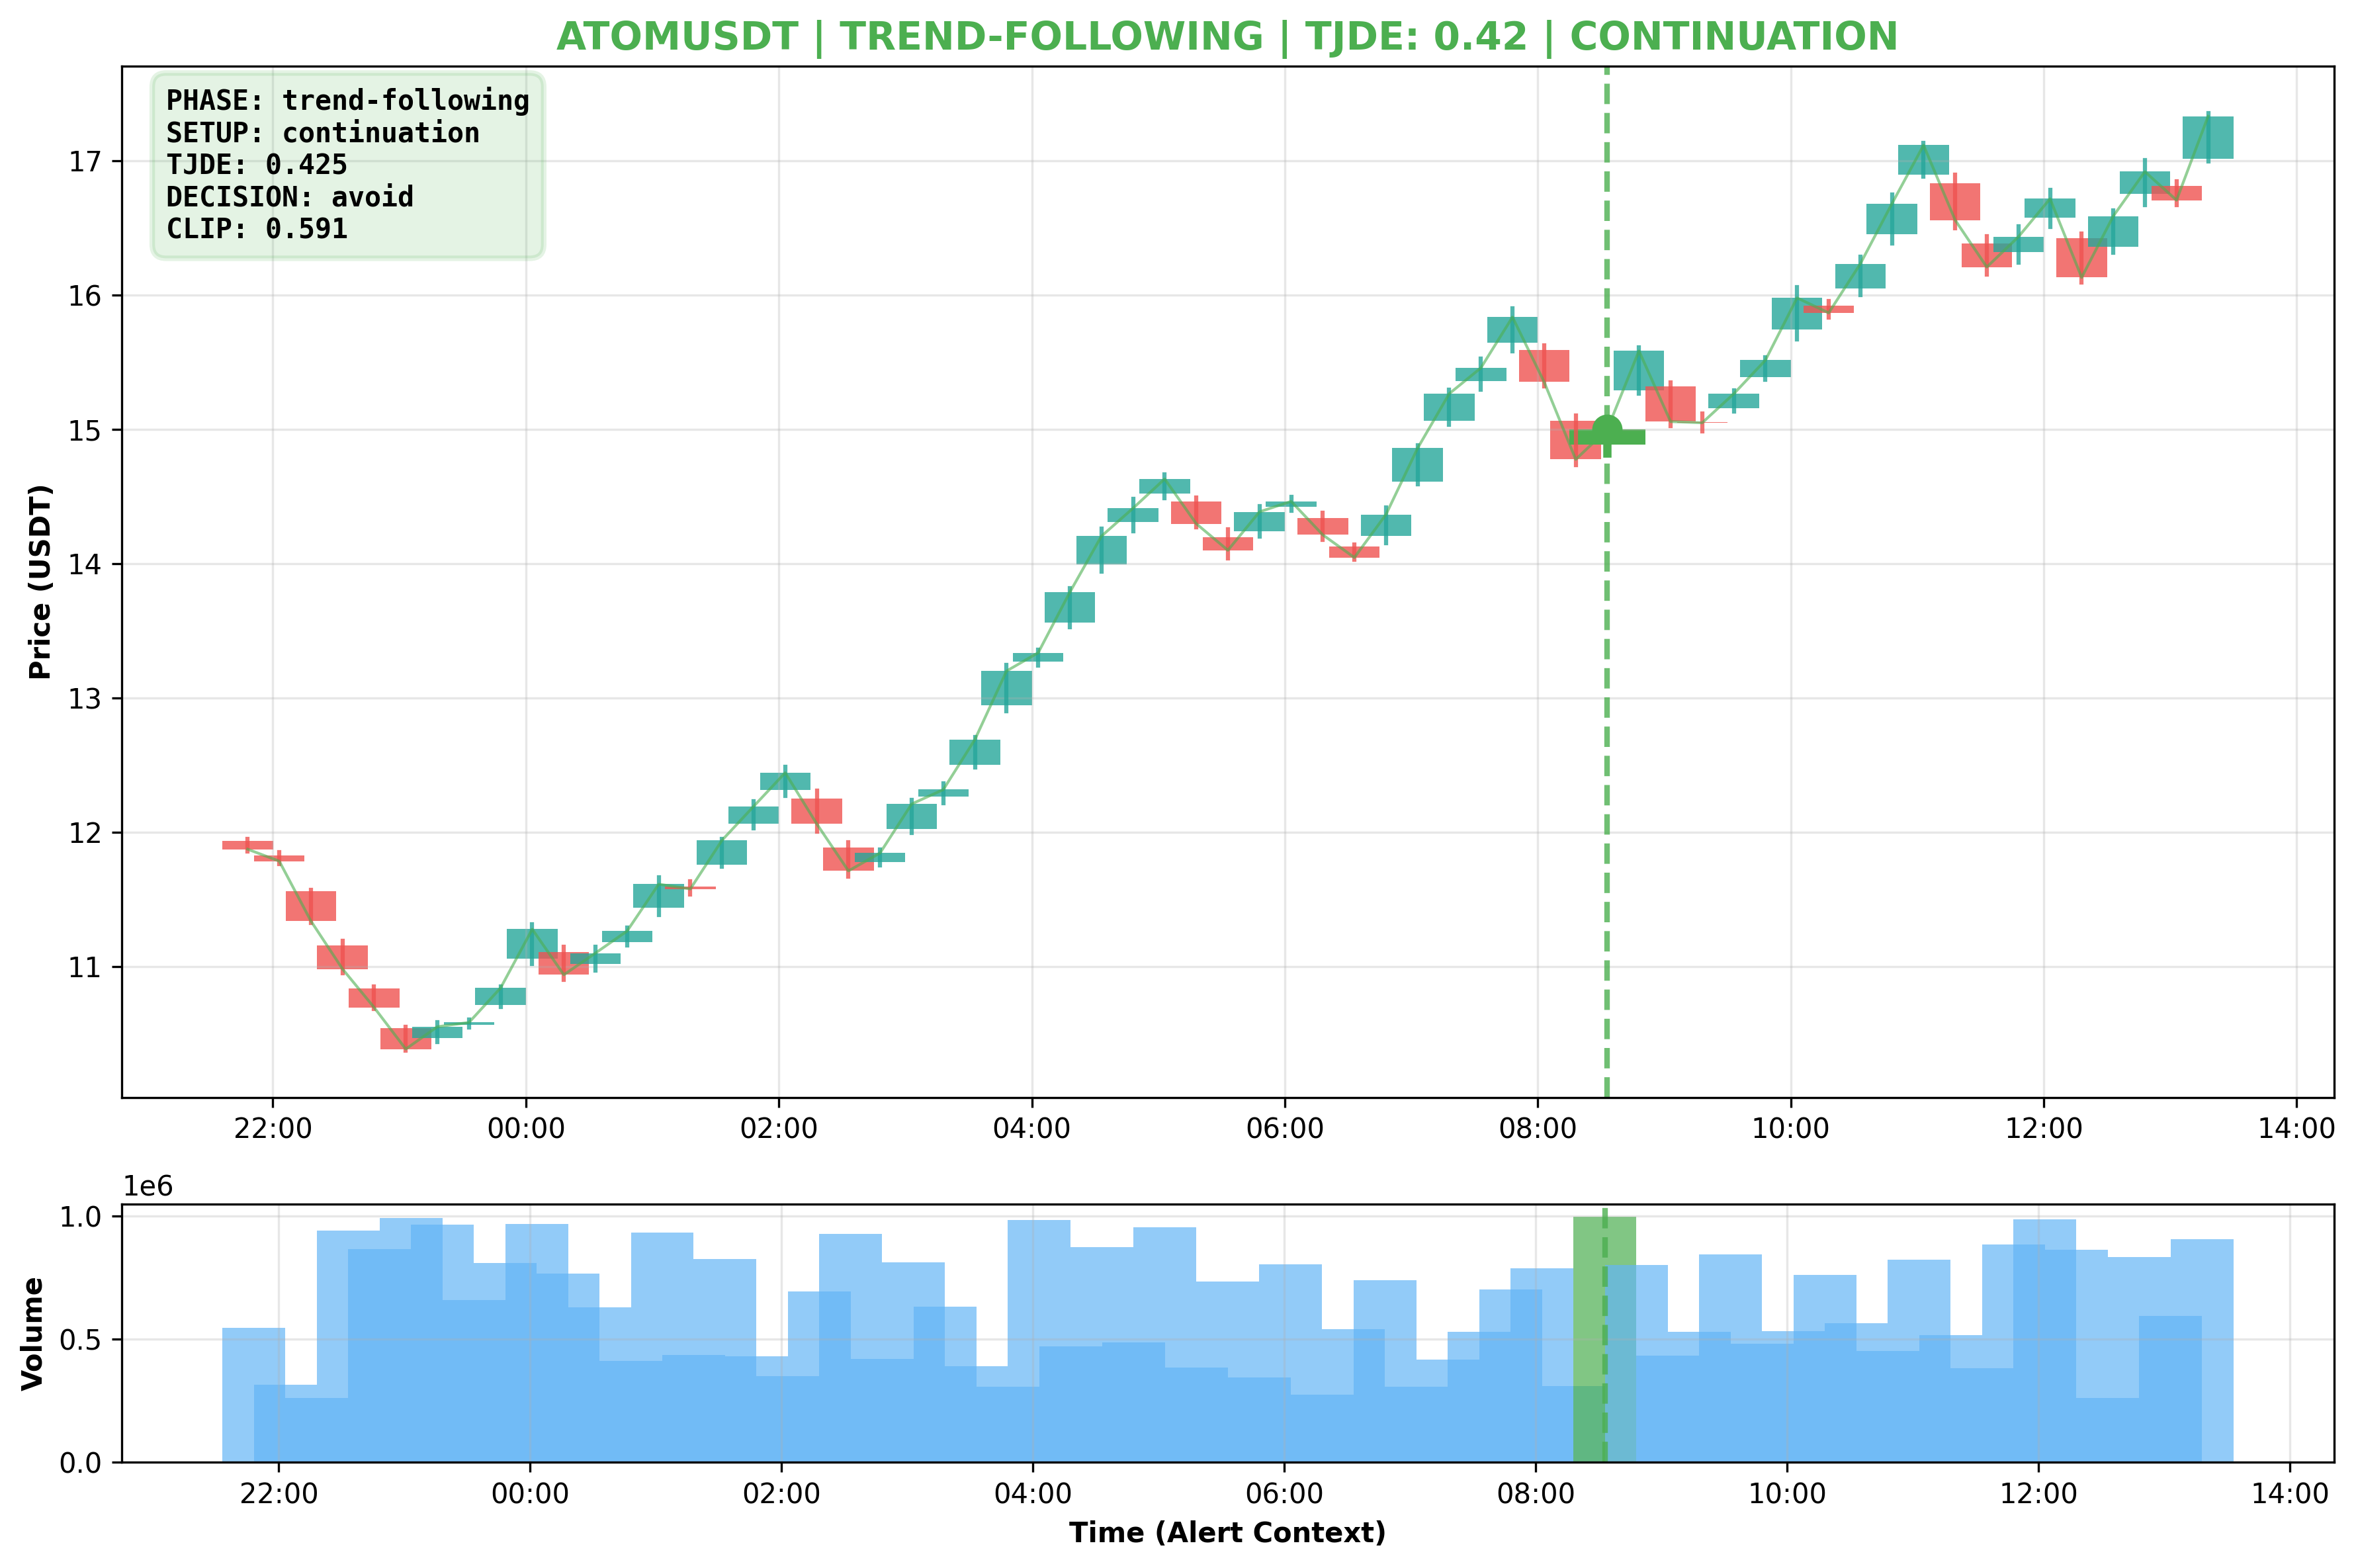 ATOMUSDT | TREND-FOLLOWING | TJDE: 0.42 | CONTINUATION
PHASE: trend-following
SETUP: continuation
TJDE: 0.425
DECISION: avoid
CLIP: 0.591
Price (USDT)
17
16
15
14
13
12
11
22:00 00:00 02:00 04:00 06:00 08:00 10:00 12:00 14:00
1e6
Volume
1.0
0.5
0.0
22:00 00:00 02:00 04:00 06:00 08:00 10:00 12:00 14:00
Time (Alert Context)